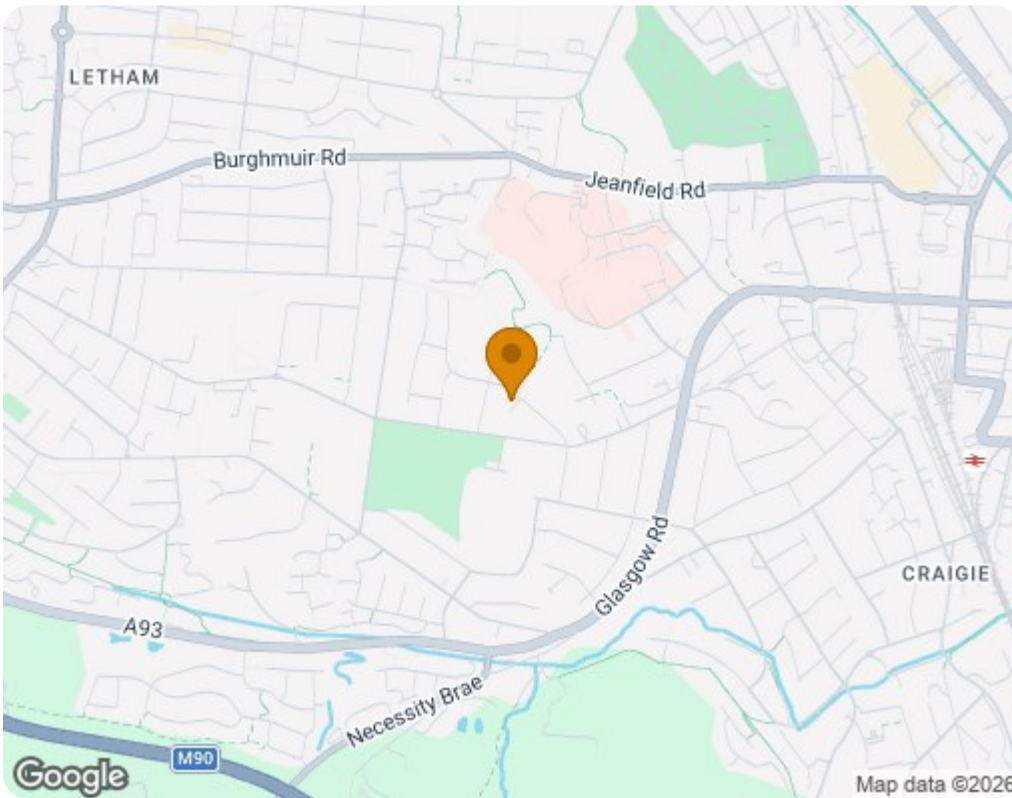 LETHAM
Burghmuir Rd
Jeanfield Rd
Glasgow Rd
CRAIGIE
A93
Necessity Brae
M90
Google
Map data ©2026